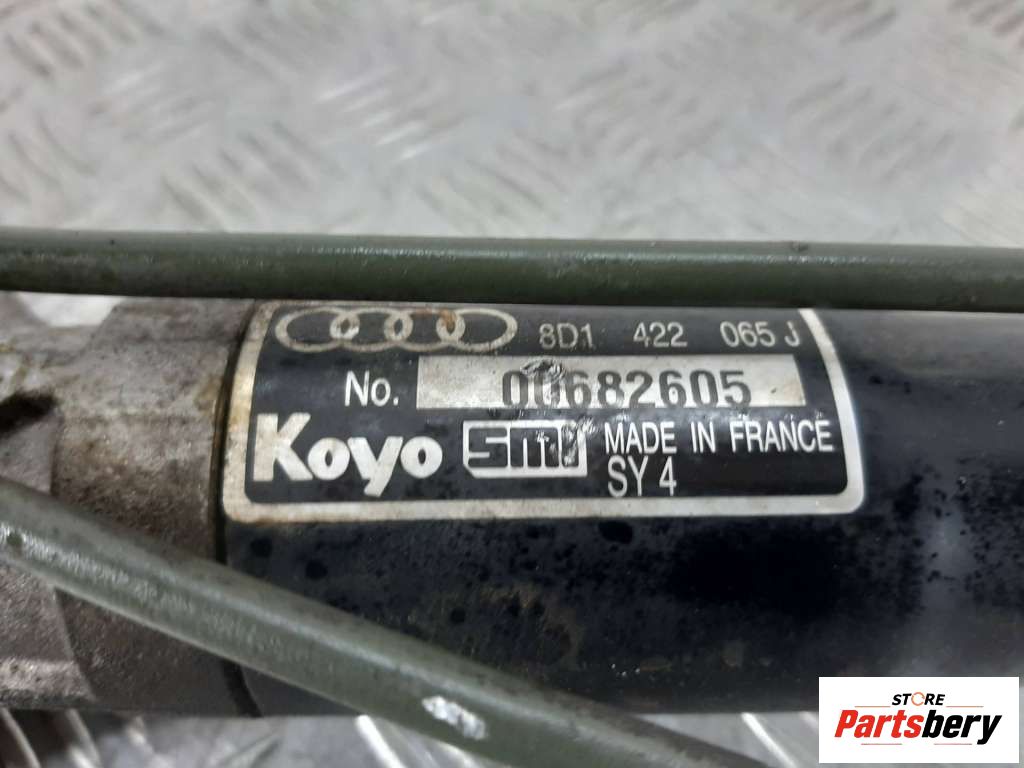 8D1 422 065 J
No. 00682605
Koyo smi MADE IN FRANCE
SY 4
STORE
Partsbery